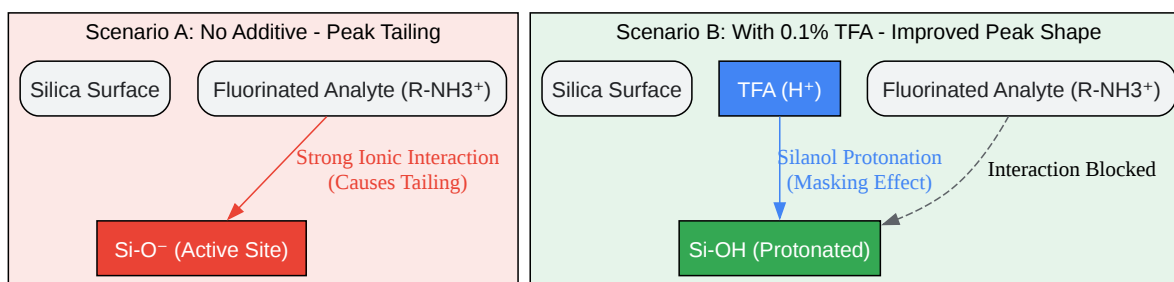 Scenario A: No Additive - Peak Tailing
Silica Surface
Fluorinated Analyte (R-NH3⁺)
Strong Ionic Interaction
(Causes Tailing)
Si-O⁻ (Active Site)
Scenario B: With 0.1% TFA - Improved Peak Shape
Silica Surface
TFA (H⁺)
Fluorinated Analyte (R-NH3⁺)
Silanol Protonation
(Masking Effect)
Interaction Blocked
Si-OH (Protonated)